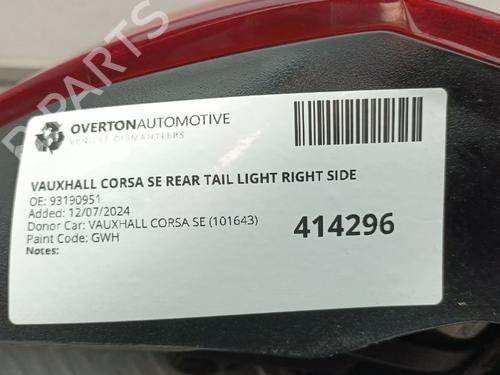 B PARTS
OVERTONAUTOMOTIVE
VEHICLE DISMANTLERS
VAUXHALL CORSA SE REAR TAIL LIGHT RIGHT SIDE
OE: 93190951
Added: 12/07/2024
Donor Car: VAUXHALL CORSA SE (101643)
Paint Code: GWH
Notes:
414296